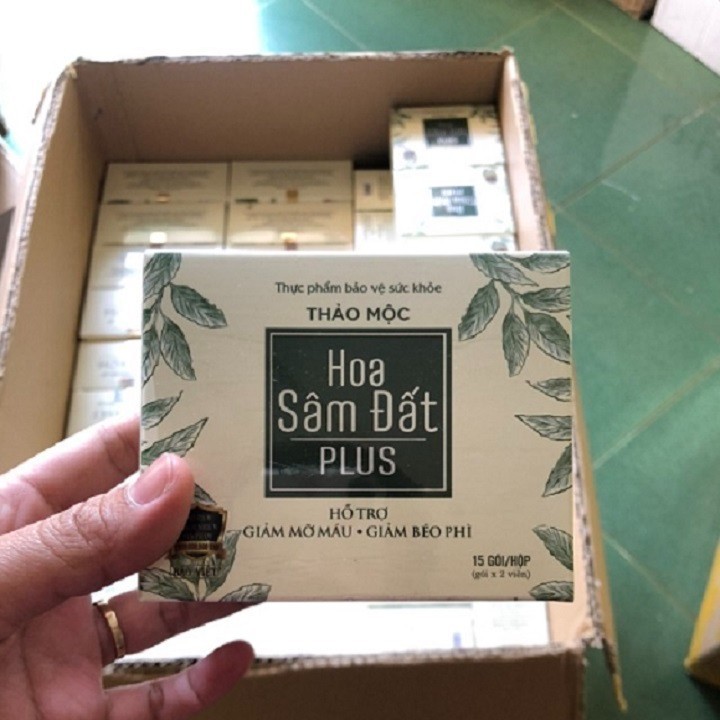 Thực phẩm bảo vệ sức khỏe
THẢO MỘC
Hoa
Sâm Đất
PLUS
HỖ TRỢ
GIẢM MỠ MÁU • GIẢM BÉO PHÌ
15 GÓI/HỘP
(gói x 2 viên)
PLUS